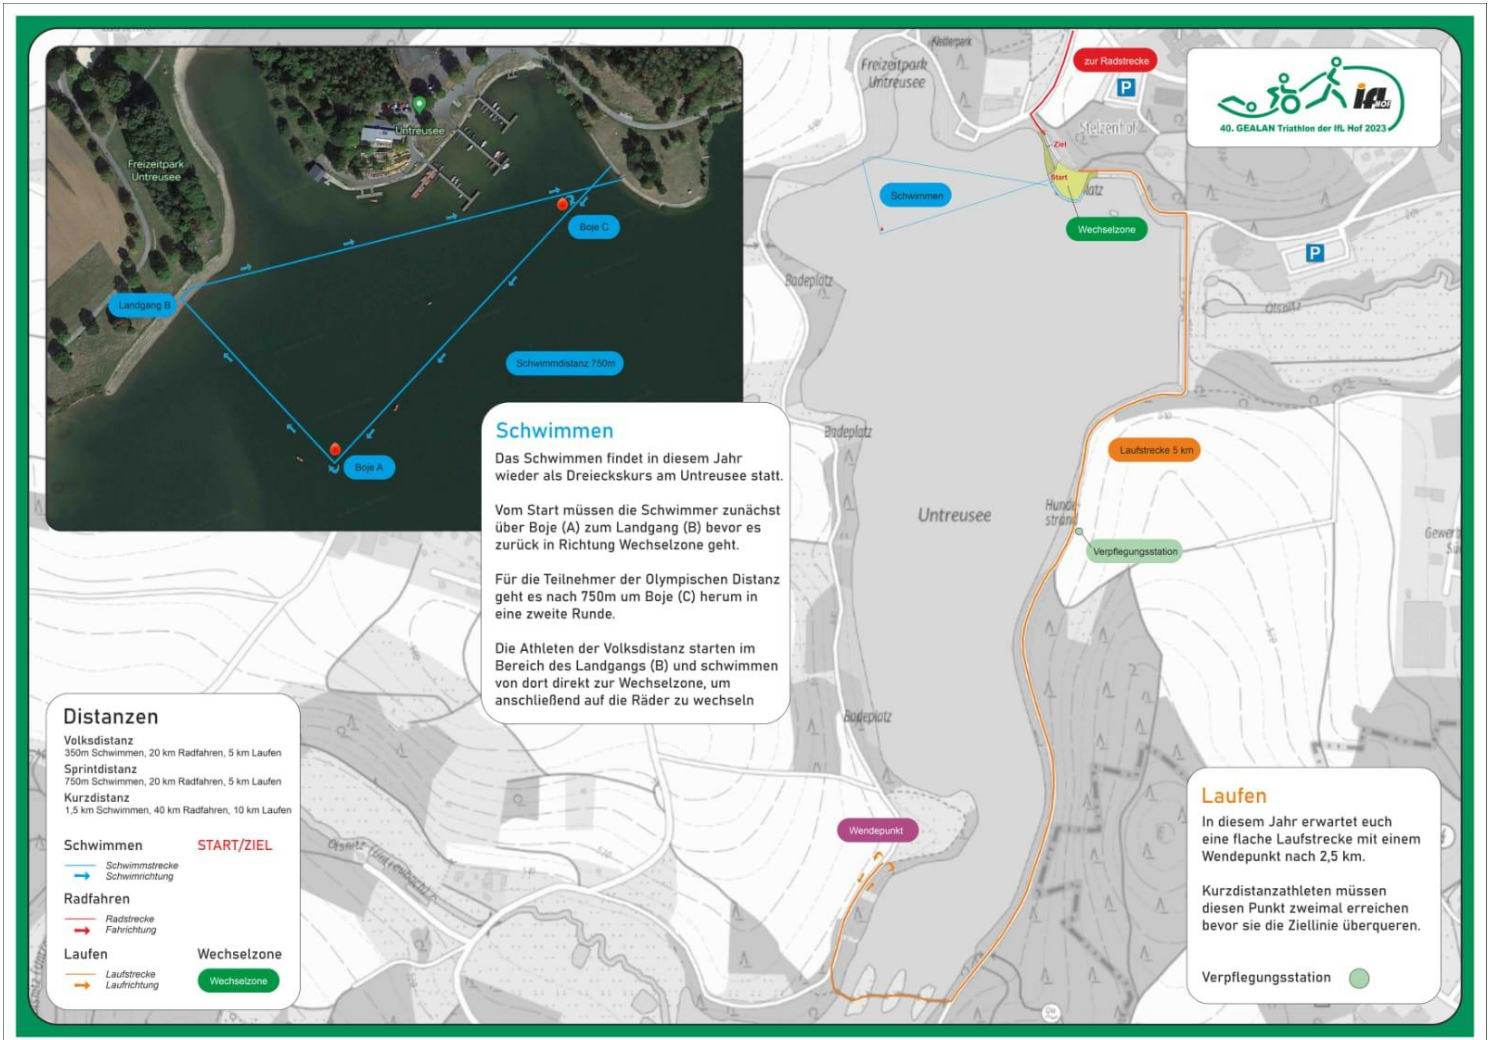 Freizeitpark
Untreusee
Untreusee
Landgang B
Boje C
Schwimmdistanz 750m
Boje A
Schwimmen
Das Schwimmen findet in diesem Jahr
wieder als Dreieckskurs am Untreusee statt.
Vom Start müssen die Schwimmer zunächst
über Boje (A) zum Landgang (B) bevor es
zurück in Richtung Wechselzone geht.
Für die Teilnehmer der Olympischen Distanz
geht es nach 750m um Boje (C) herum in
eine zweite Runde.
Die Athleten der Volksdistanz starten im
Bereich des Landgangs (B) und schwimmen
von dort direkt zur Wechselzone, um
anschließend auf die Räder zu wechseln
Distanzen
Volksdistanz
350m Schwimmen, 20 km Radfahren, 5 km Laufen
Sprintdistanz
750m Schwimmen, 20 km Radfahren, 5 km Laufen
Kurzdistanz
1,5 km Schwimmen, 40 km Radfahren, 10 km Laufen
Schwimmen START/ZIEL
Schwimmstrecke
Schwimrichtung
Radfahren
Radstrecke
Fahrichtung
Laufen Wechselzone
Laufstrecke
Laufrichtung
Wechselzone
Kletterpark
Freizeitpark
Untreusee
zur Radstrecke
P
Stelzenhof
Ziel
Start
Schwimmen
Wechselzone
P
Badeplatz
Ölsnitz
Badeplatz
Laufstrecke 5 km
Untreusee
Hunde-
strand
Verpflegungsstation
Badeplatz
Wendepunkt
ifL
HOF
40. GEALAN Triathlon der IfL Hof 2023
Laufen
In diesem Jahr erwartet euch
eine flache Laufstrecke mit einem
Wendepunkt nach 2,5 km.
Kurzdistanzathleten müssen
diesen Punkt zweimal erreichen
bevor sie die Ziellinie überqueren.
Verpflegungsstation